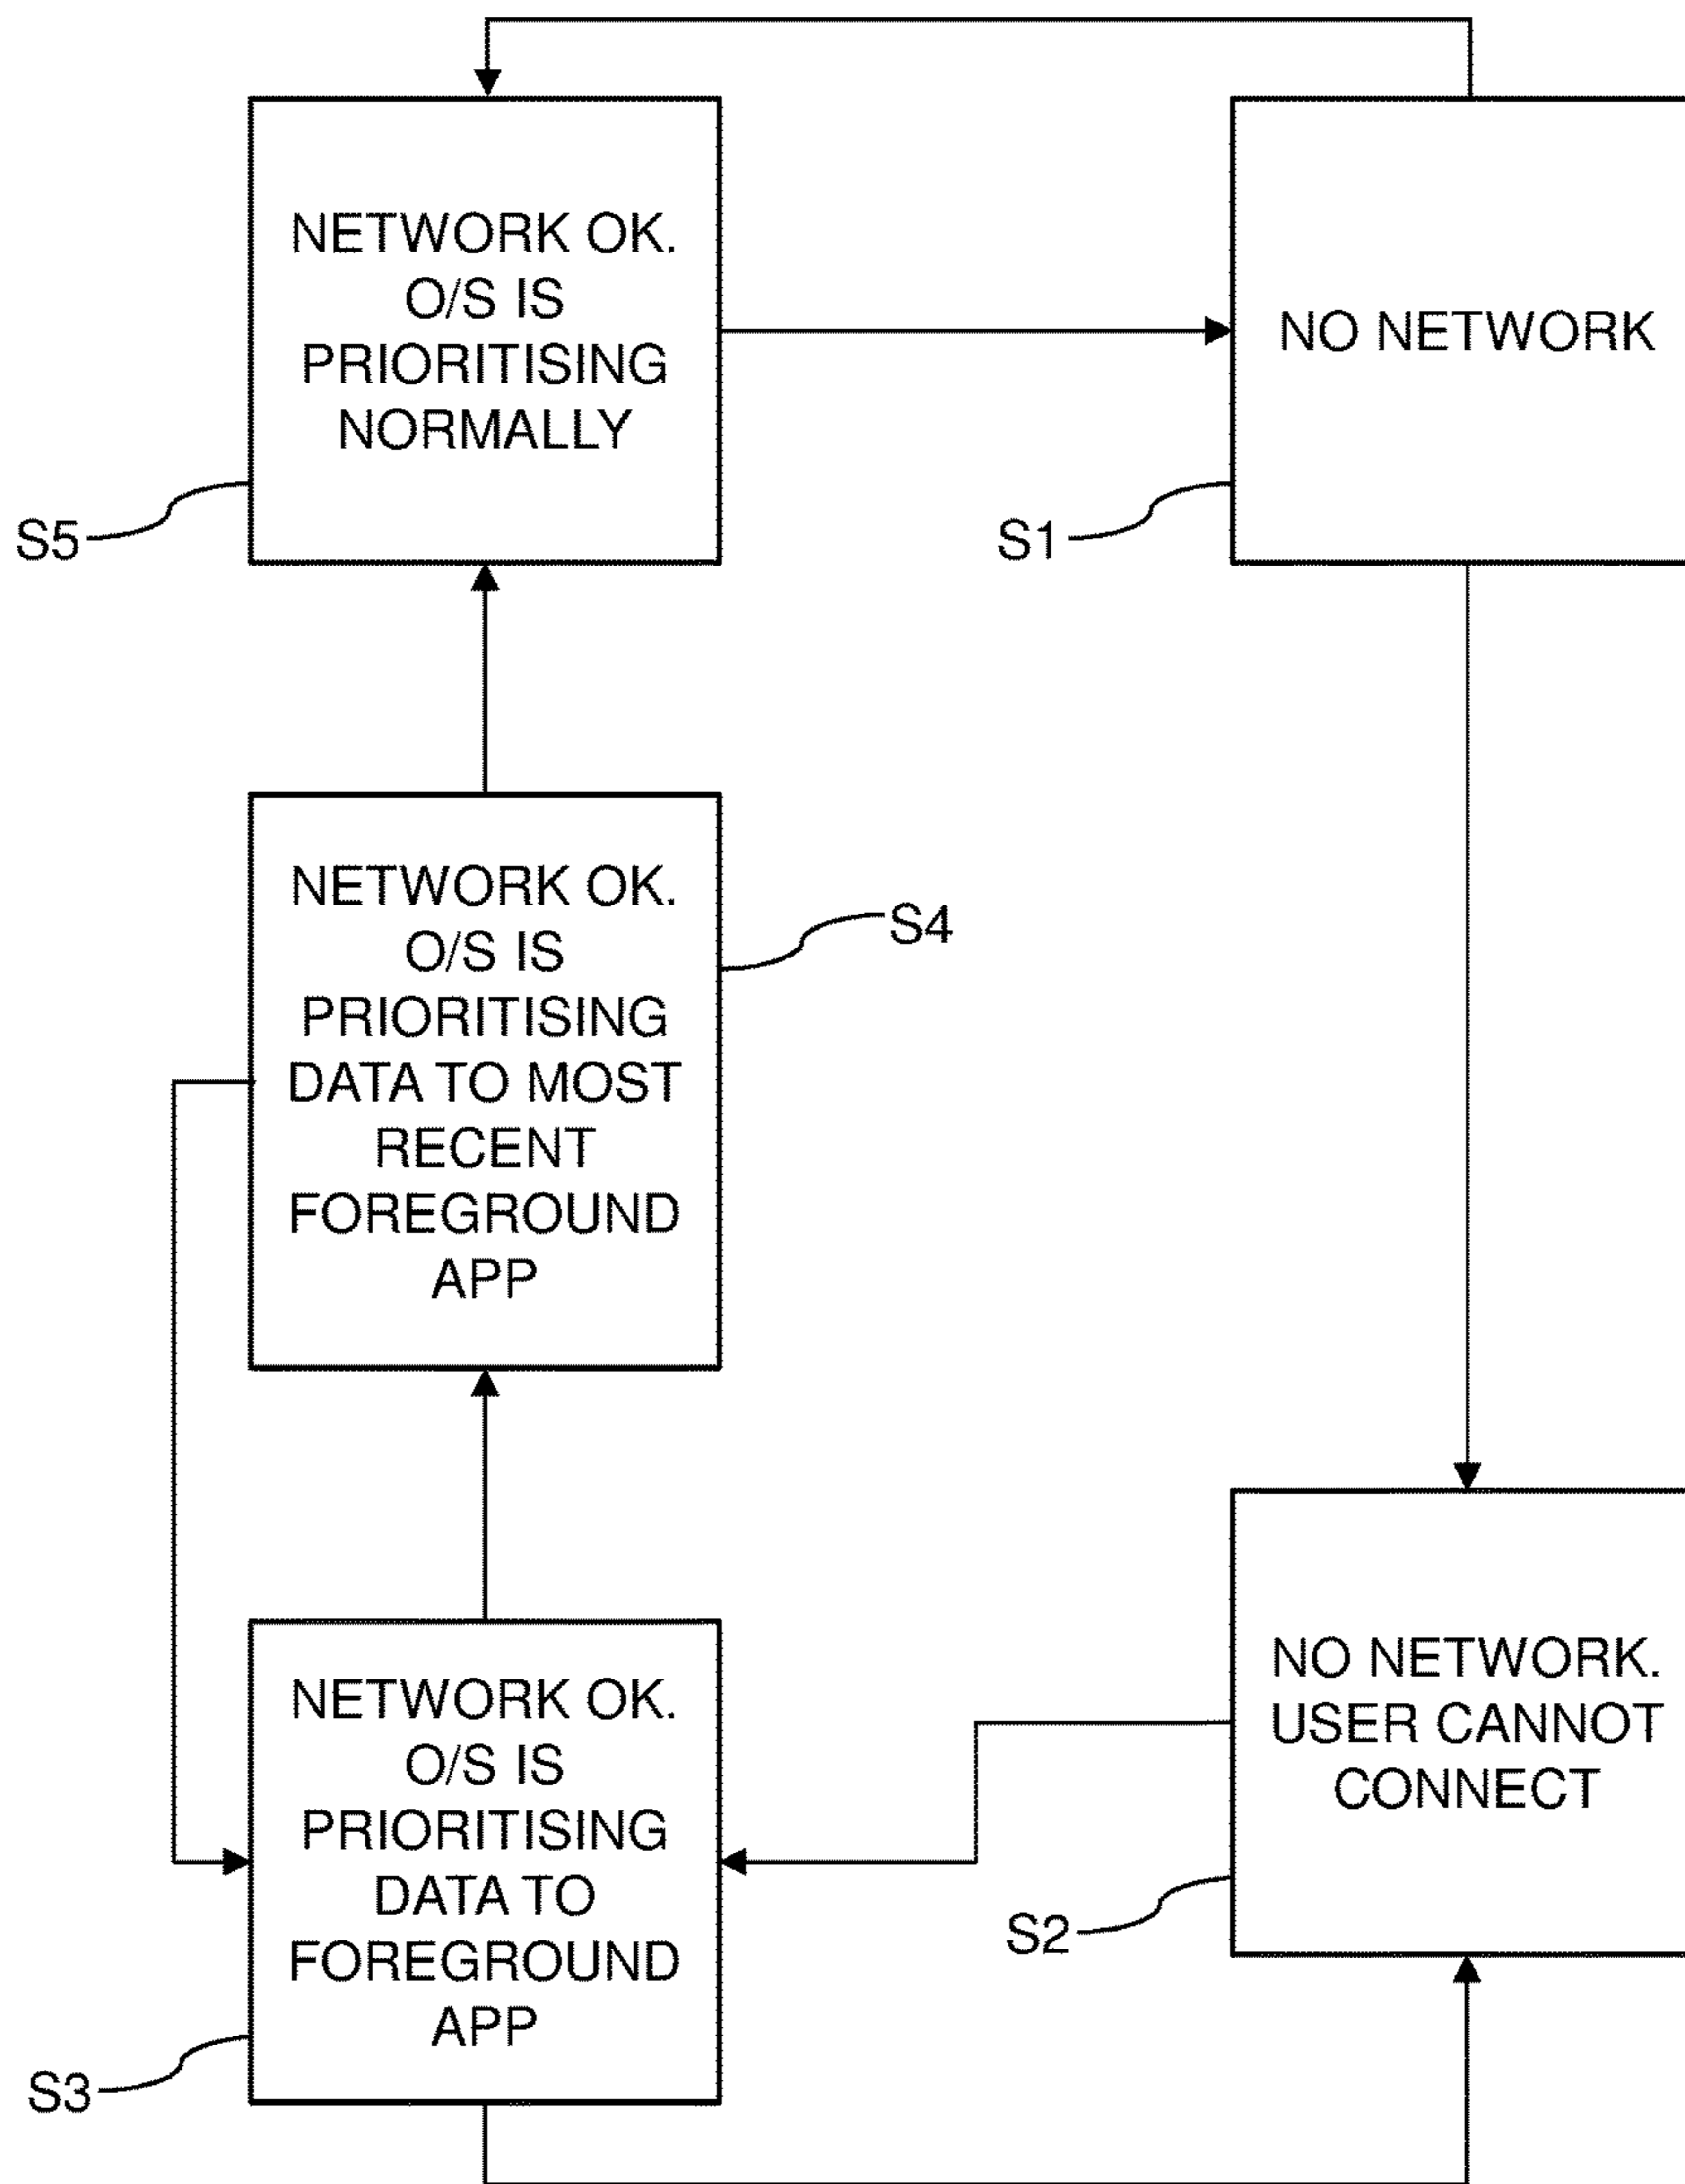 NETWORK OK.
O/S IS
PRIORITISING
NORMALLY
S5
NO NETWORK
S1
NETWORK OK.
O/S IS
PRIORITISING
DATA TO MOST
RECENT
FOREGROUND
APP
S4
NETWORK OK.
O/S IS
PRIORITISING
DATA TO
FOREGROUND
APP
S3
NO NETWORK.
USER CANNOT
CONNECT
S2